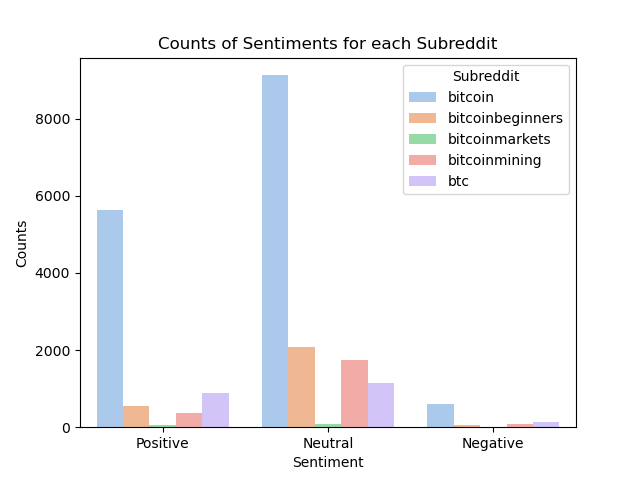 Counts of Sentiments for each Subreddit
Subreddit
bitcoin
bitcoinbeginners
bitcoinmarkets
bitcoinmining
btc
Counts
8000
6000
4000
2000
0
Positive Neutral Negative
Sentiment